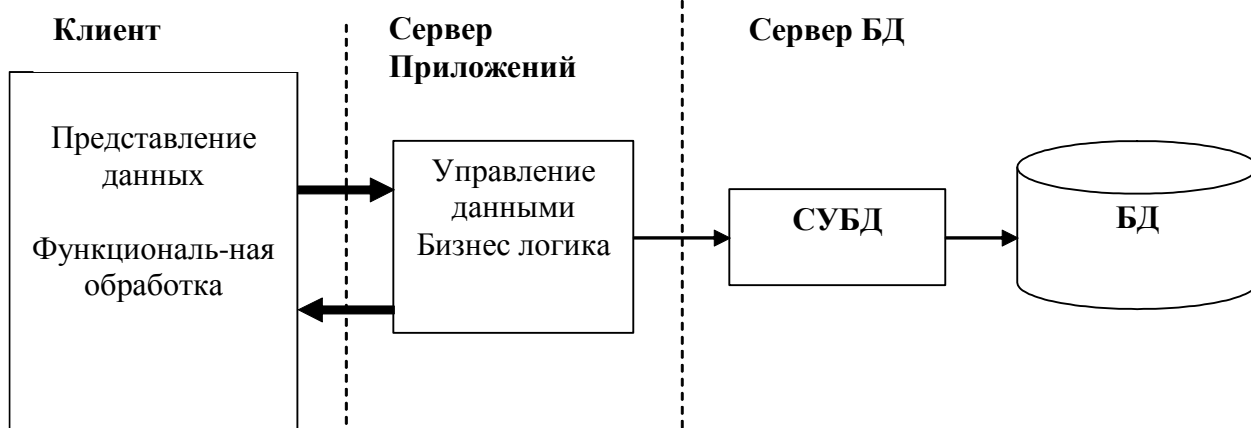 Клиент
Сервер
Приложений
Сервер БД
Представление
данных
Функциональ-ная
обработка
Управление
данными
Бизнес логика
СУБД
БД